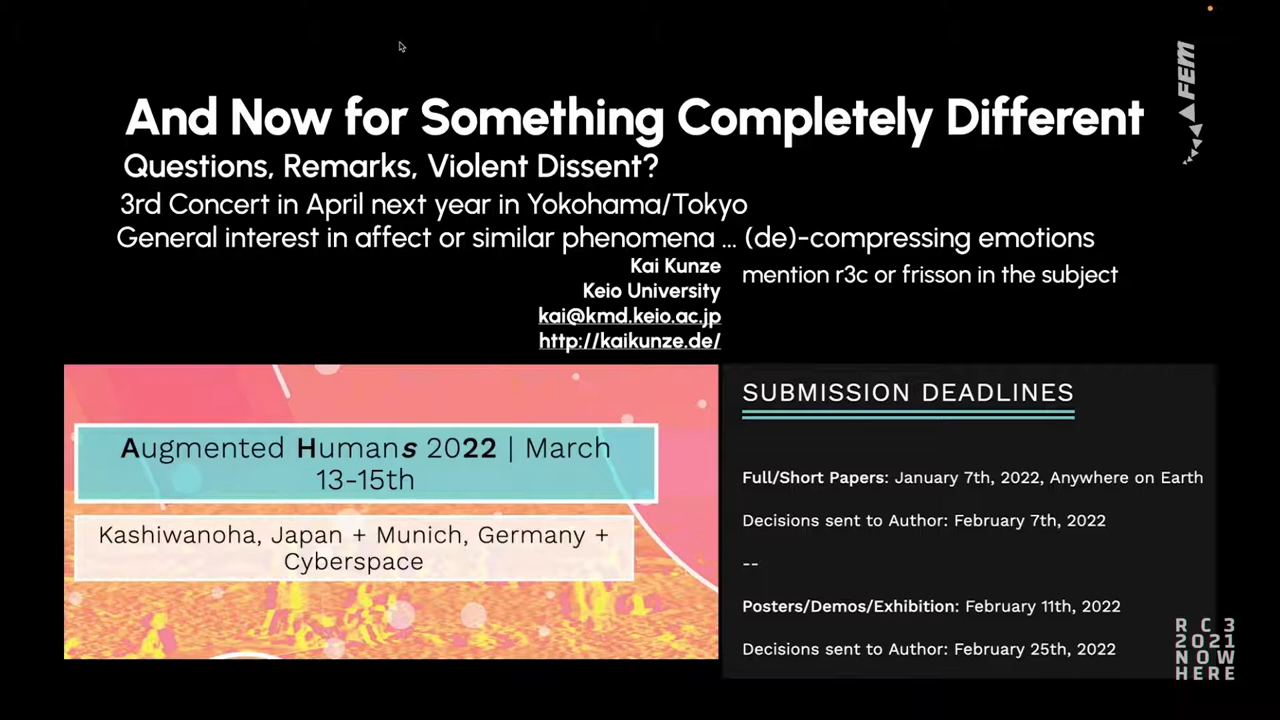 FEM
And Now for Something Completely Different
Questions, Remarks, Violent Dissent?
3rd Concert in April next year in Yokohama/Tokyo
General interest in affect or similar phenomena ... (de)-compressing emotions
Kai Kunze
Keio University
kai@kmd.keio.ac.jp
http://kaikunze.de/
mention r3c or frisson in the subject
Augmented Humans 2022 | March
13-15th
Kashiwanoha, Japan + Munich, Germany +
Cyberspace
SUBMISSION DEADLINES
Full/Short Papers: January 7th, 2022, Anywhere on Earth
Decisions sent to Author: February 7th, 2022
--
Posters/Demos/Exhibition: February 11th, 2022
Decisions sent to Author: February 25th, 2022
RC3
2021
NOW
HERE